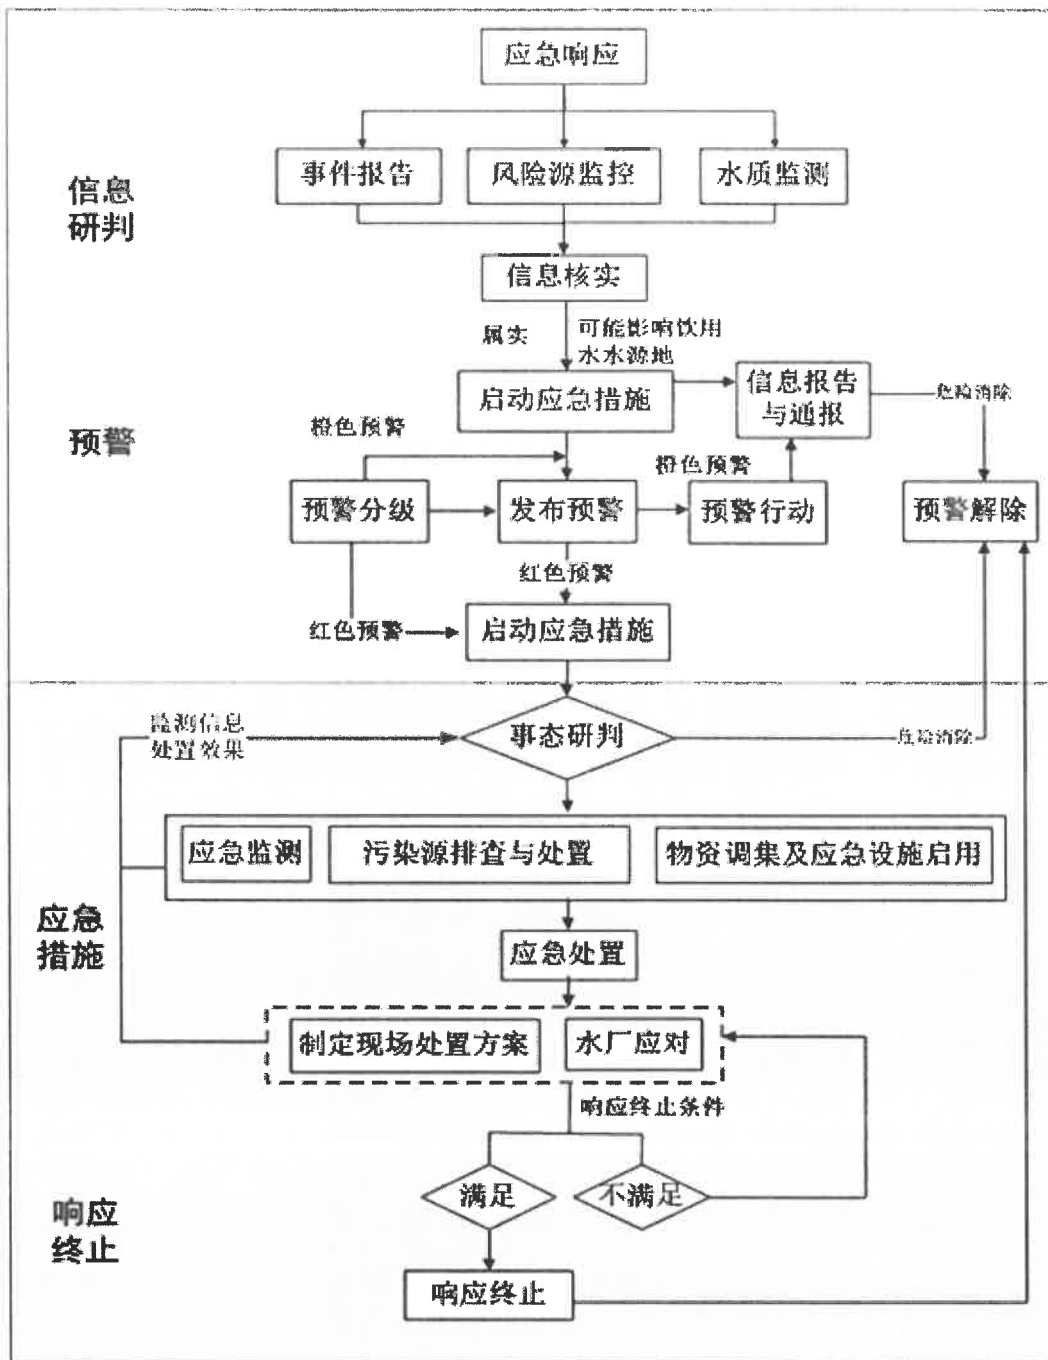 应急响应
事件报告
风险源监控
水质监测
信息
研判
信息核实
属实
可能影响饮用
水水源地
启动应急措施
信息报告
与通报
危险消除
橙色预警
预警
橙色预警
预警分级
发布预警
预警行动
预警解除
红色预警
红色预警
启动应急措施
监测信息
处置效果
事态研判
危险消除
应急监测
污染源排查与处置
物资调集及应急设施启用
应急
措施
应急处置
制定现场处置方案
水厂应对
响应终止条件
满足
不满足
响应
终止
响应终止